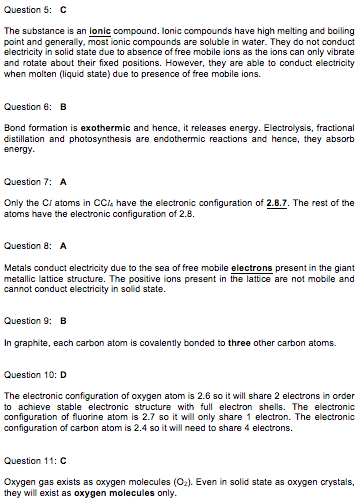 Question 5: C
The substance is an ionic compound. Ionic compounds have high melting and boiling
point and generally, most ionic compounds are soluble in water. They do not conduct
electricity in solid state due to absence of free mobile ions as the ions can only vibrate
and rotate about their fixed positions. However, they are able to conduct electricity
when molten (liquid state) due to presence of free mobile ions.
Question 6: B
Bond formation is exothermic and hence, it releases energy. Electrolysis, fractional
distillation and photosynthesis are endothermic reactions and hence, they absorb
energy.
Question 7: A
Only the Cl atoms in CCl₄ have the electronic configuration of 2.8.7. The rest of the
atoms have the electronic configuration of 2.8.
Question 8: A
Metals conduct electricity due to the sea of free mobile electrons present in the giant
metallic lattice structure. The positive ions present in the lattice are not mobile and
cannot conduct electricity in solid state.
Question 9: B
In graphite, each carbon atom is covalently bonded to three other carbon atoms.
Question 10: D
The electronic configuration of oxygen atom is 2.6 so it will share 2 electrons in order
to achieve stable electronic structure with full electron shells. The electronic
configuration of fluorine atom is 2.7 so it will only share 1 electron. The electronic
configuration of carbon atom is 2.4 so it will need to share 4 electrons.
Question 11: C
Oxygen gas exists as oxygen molecules (O₂). Even in solid state as oxygen crystals,
they will exist as oxygen molecules only.